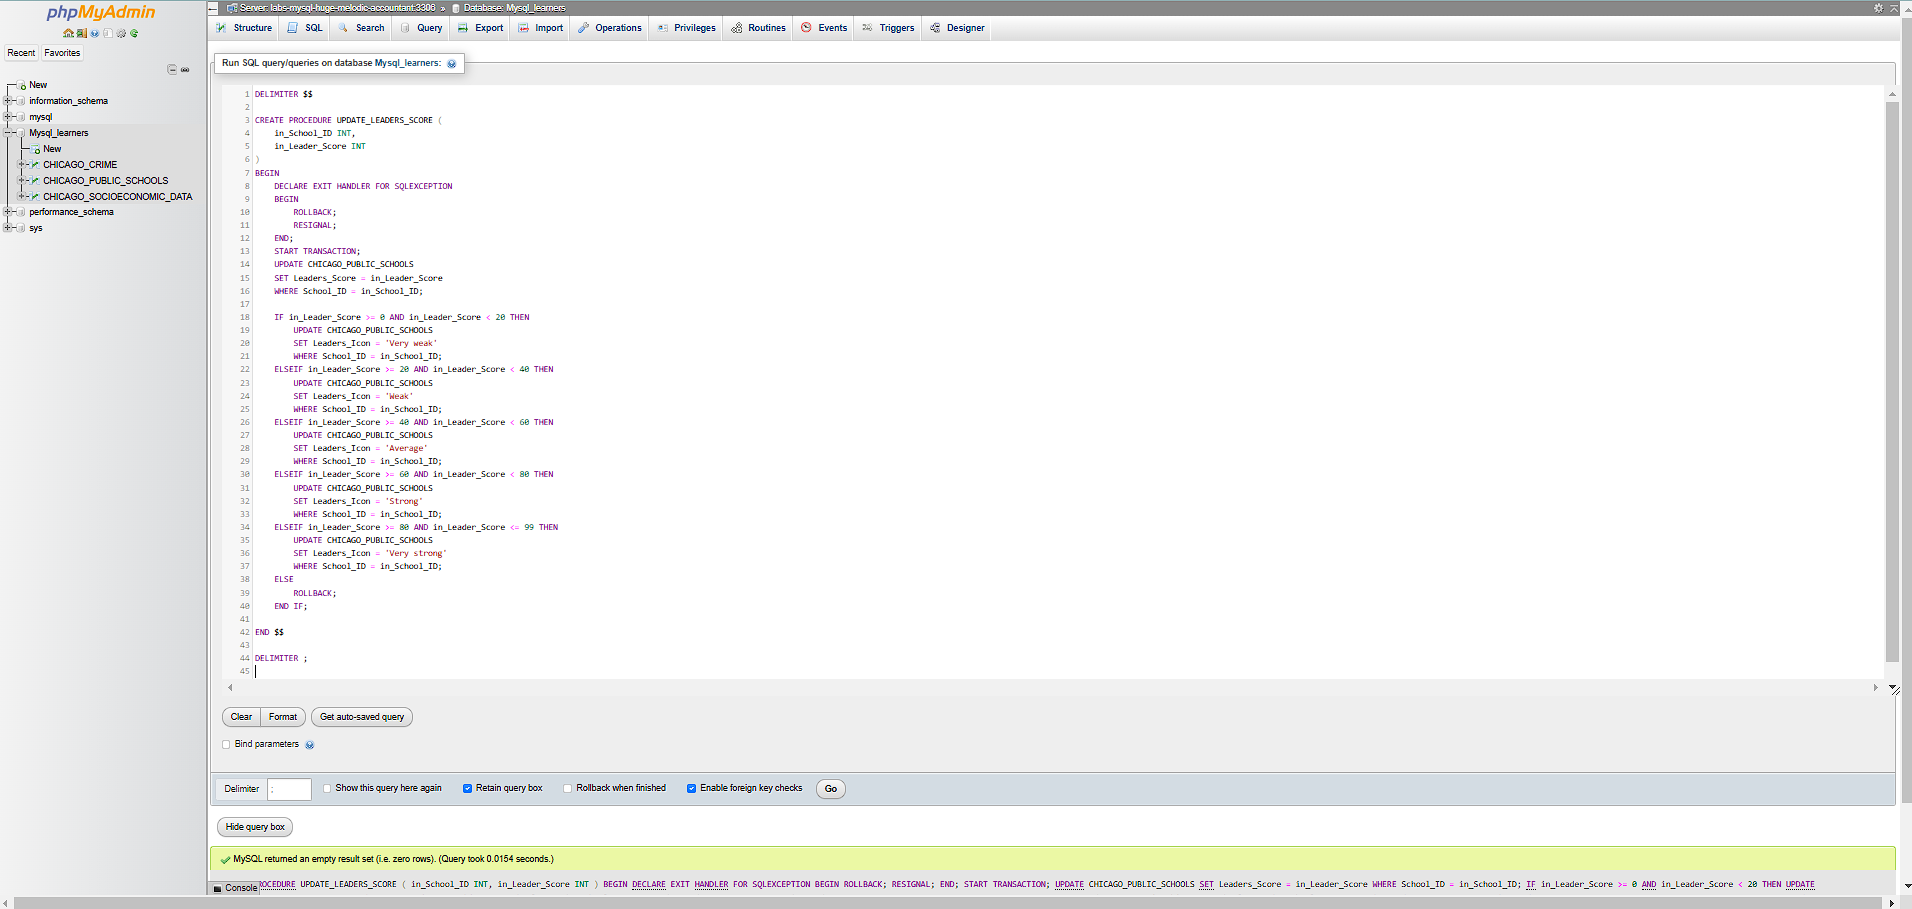 phpMyAdmin
Recent Favorites
New
information_schema
mysql
Mysql_learners
New
CHICAGO_CRIME
CHICAGO_PUBLIC_SCHOOLS
CHICAGO_SOCIOECONOMIC_DATA
performance_schema
sys
Server: labs-mysql-huge-melodic-accountant:3306 » Database: Mysql_learners
Structure SQL Search Query Export Import Operations Privileges Routines Events Triggers Designer
Run SQL query/queries on database Mysql_learners:
1 DELIMITER $$
2
3 CREATE PROCEDURE UPDATE_LEADERS_SCORE (
4 in_School_ID INT,
5 in_Leader_Score INT
6 )
7 BEGIN
8 DECLARE EXIT HANDLER FOR SQLEXCEPTION
9 BEGIN
10 ROLLBACK;
11 RESIGNAL;
12 END;
13 START TRANSACTION;
14 UPDATE CHICAGO_PUBLIC_SCHOOLS
15 SET Leaders_Score = in_Leader_Score
16 WHERE School_ID = in_School_ID;
17
18 IF in_Leader_Score >= 0 AND in_Leader_Score < 20 THEN
19 UPDATE CHICAGO_PUBLIC_SCHOOLS
20 SET Leaders_Icon = 'Very weak'
21 WHERE School_ID = in_School_ID;
22 ELSEIF in_Leader_Score >= 20 AND in_Leader_Score < 40 THEN
23 UPDATE CHICAGO_PUBLIC_SCHOOLS
24 SET Leaders_Icon = 'Weak'
25 WHERE School_ID = in_School_ID;
26 ELSEIF in_Leader_Score >= 40 AND in_Leader_Score < 60 THEN
27 UPDATE CHICAGO_PUBLIC_SCHOOLS
28 SET Leaders_Icon = 'Average'
29 WHERE School_ID = in_School_ID;
30 ELSEIF in_Leader_Score >= 60 AND in_Leader_Score < 80 THEN
31 UPDATE CHICAGO_PUBLIC_SCHOOLS
32 SET Leaders_Icon = 'Strong'
33 WHERE School_ID = in_School_ID;
34 ELSEIF in_Leader_Score >= 80 AND in_Leader_Score <= 99 THEN
35 UPDATE CHICAGO_PUBLIC_SCHOOLS
36 SET Leaders_Icon = 'Very strong'
37 WHERE School_ID = in_School_ID;
38 ELSE
39 ROLLBACK;
40 END IF;
41
42 END $$
43
44 DELIMITER ;
45
Clear Format Get auto-saved query
Bind parameters
Delimiter ; Show this query here again Retain query box Rollback when finished Enable foreign key checks Go
Hide query box
MySQL returned an empty result set (i.e. zero rows). (Query took 0.0154 seconds.)
Console ROCEDURE UPDATE_LEADERS_SCORE ( in_School_ID INT, in_Leader_Score INT ) BEGIN DECLARE EXIT HANDLER FOR SQLEXCEPTION BEGIN ROLLBACK; RESIGNAL; END; START TRANSACTION; UPDATE CHICAGO_PUBLIC_SCHOOLS SET Leaders_Score = in_Leader_Score WHERE School_ID = in_School_ID; IF in_Leader_Score >= 0 AND in_Leader_Score < 20 THEN UPDATE